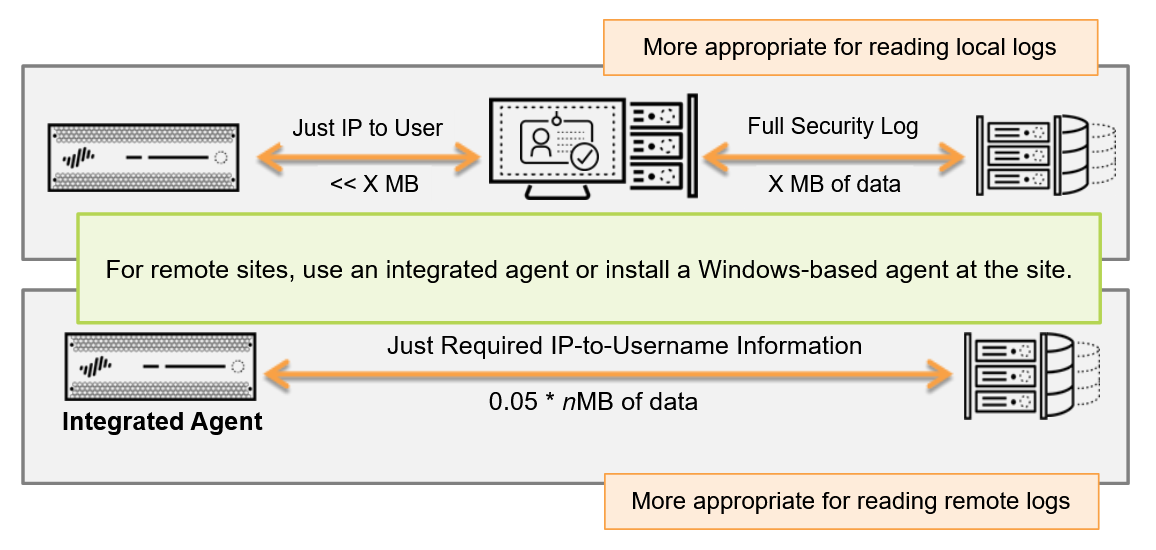 More appropriate for reading local logs
Just IP to User
<< X MB
Full Security Log
X MB of data
For remote sites, use an integrated agent or install a Windows-based agent at the site.
Just Required IP-to-Username Information
0.05 * nMB of data
Integrated Agent
More appropriate for reading remote logs